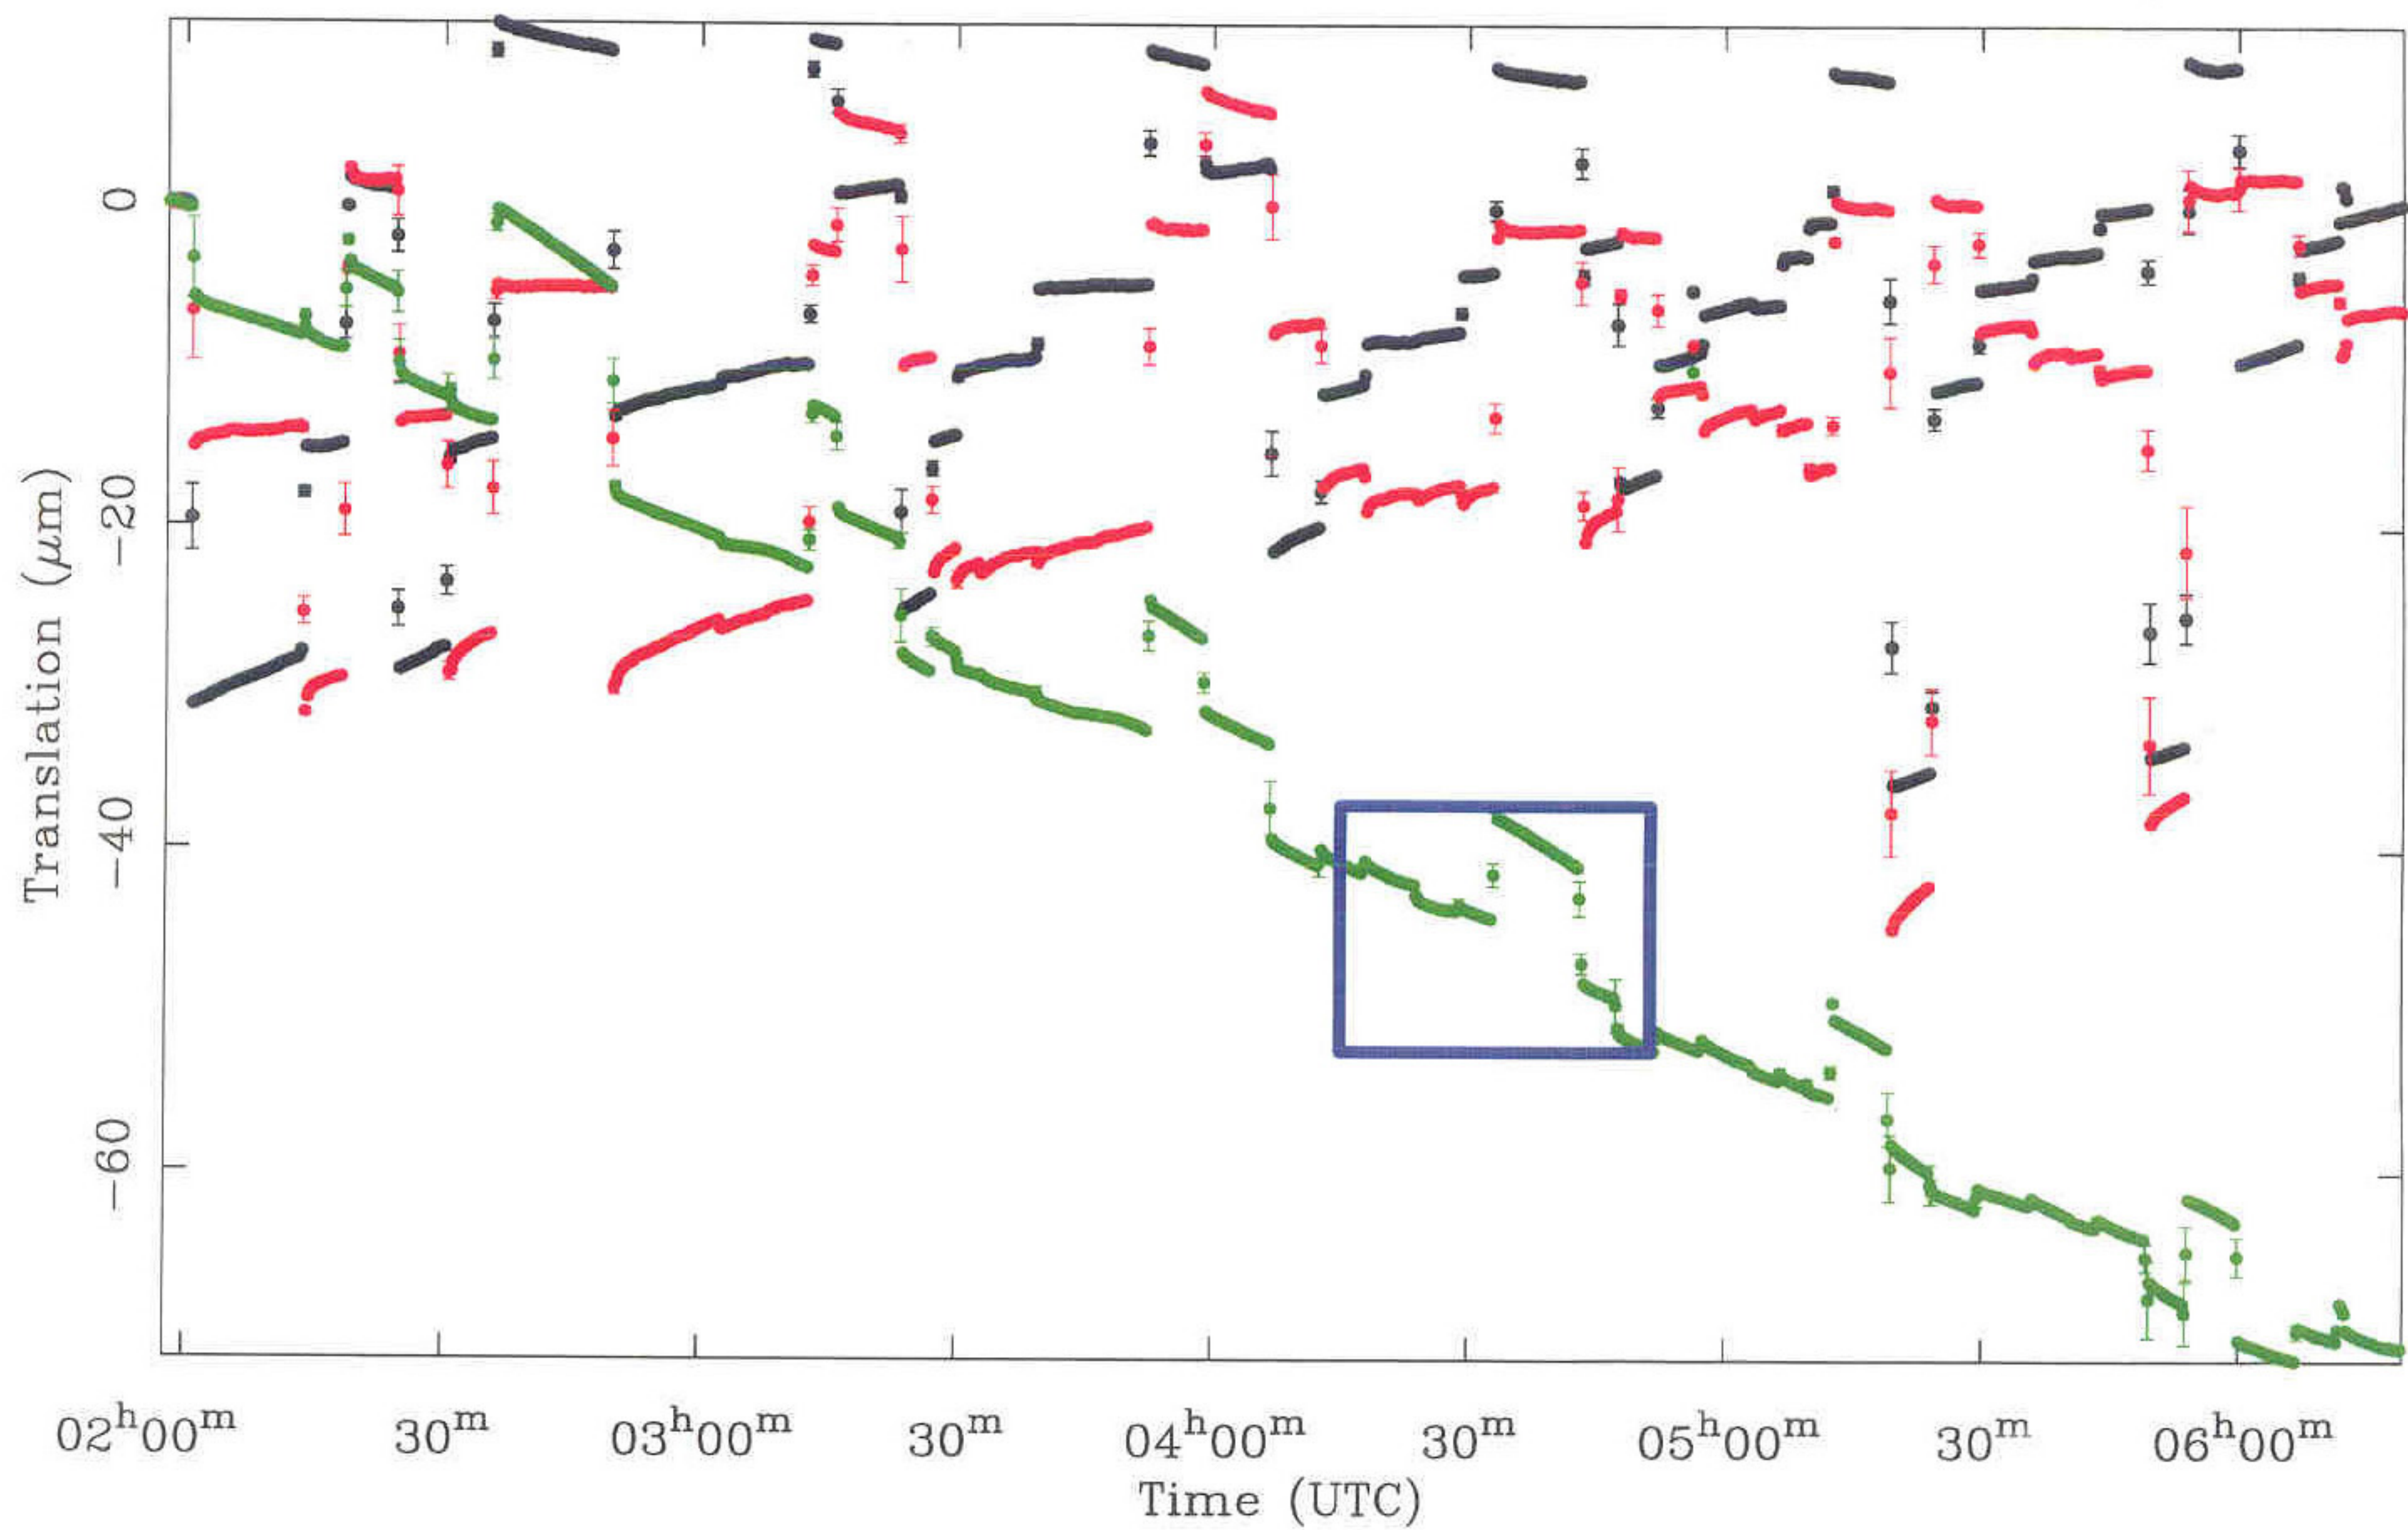 Translation (μm)
0
−20
−40
−60
02ʰ00ᵐ 30ᵐ 03ʰ00ᵐ 30ᵐ 04ʰ00ᵐ 30ᵐ 05ʰ00ᵐ 30ᵐ 06ʰ00ᵐ
Time (UTC)